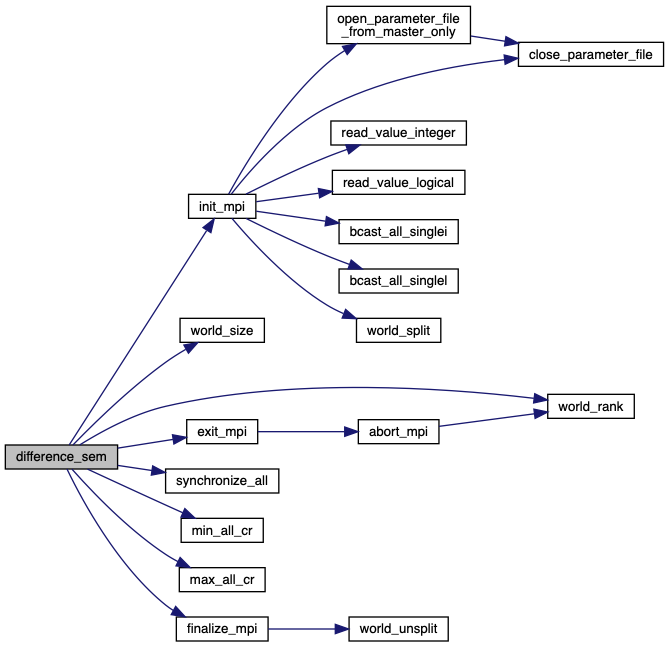 open_parameter_file
_from_master_only
close_parameter_file
read_value_integer
read_value_logical
init_mpi
bcast_all_singlei
bcast_all_singlel
world_size
world_split
world_rank
exit_mpi
abort_mpi
difference_sem
synchronize_all
min_all_cr
max_all_cr
finalize_mpi
world_unsplit